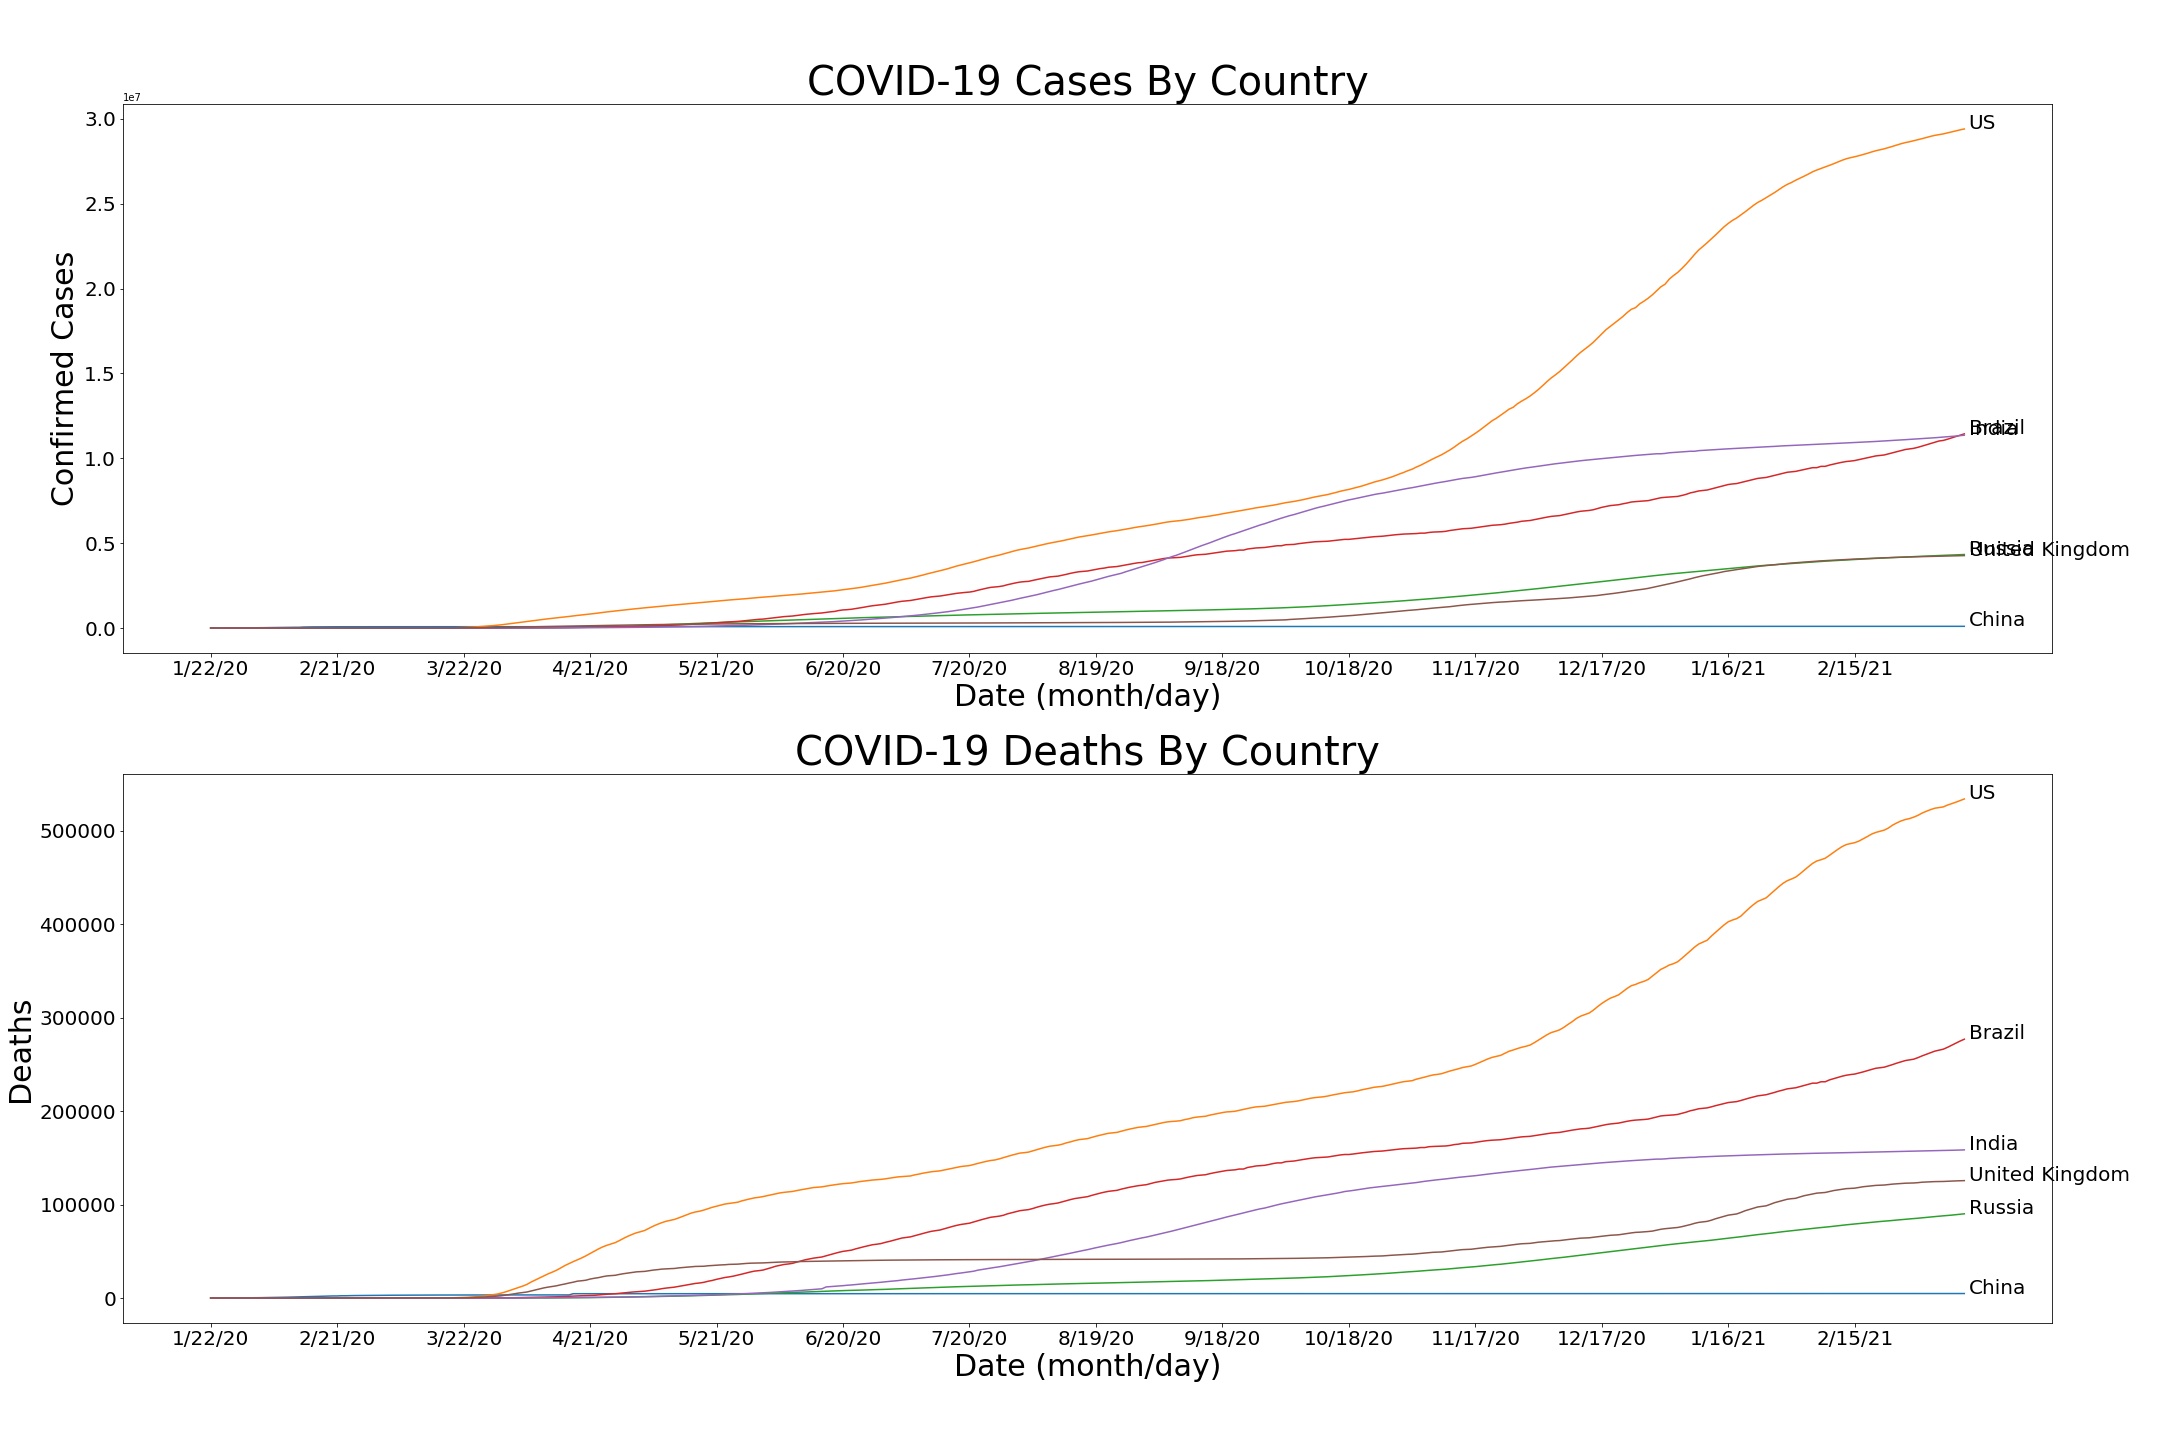 COVID-19 Cases By Country
1e7
3.0
2.5
2.0
1.5
1.0
0.5
0.0
Confirmed Cases
US
Brazil
India
Russia
United Kingdom
China
1/22/20 2/21/20 3/22/20 4/21/20 5/21/20 6/20/20 7/20/20 8/19/20 9/18/20 10/18/20 11/17/20 12/17/20 1/16/21 2/15/21
Date (month/day)
COVID-19 Deaths By Country
500000
400000
300000
200000
100000
0
Deaths
US
Brazil
India
United Kingdom
Russia
China
1/22/20 2/21/20 3/22/20 4/21/20 5/21/20 6/20/20 7/20/20 8/19/20 9/18/20 10/18/20 11/17/20 12/17/20 1/16/21 2/15/21
Date (month/day)